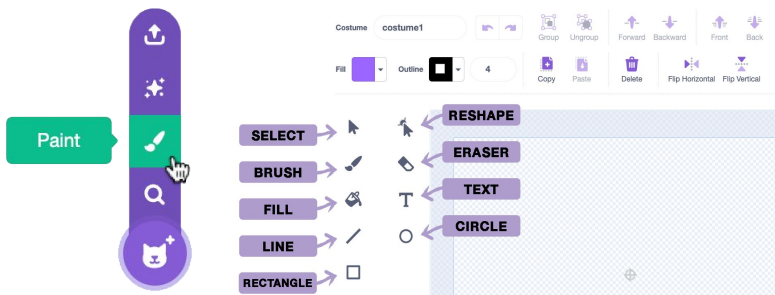 Paint
Costume costume1 Group Ungroup Forward Backward Front Back
Fill Outline 4 Copy Paste Delete Flip Horizontal Flip Vertical
SELECT RESHAPE
BRUSH ERASER
FILL TEXT
LINE CIRCLE
RECTANGLE